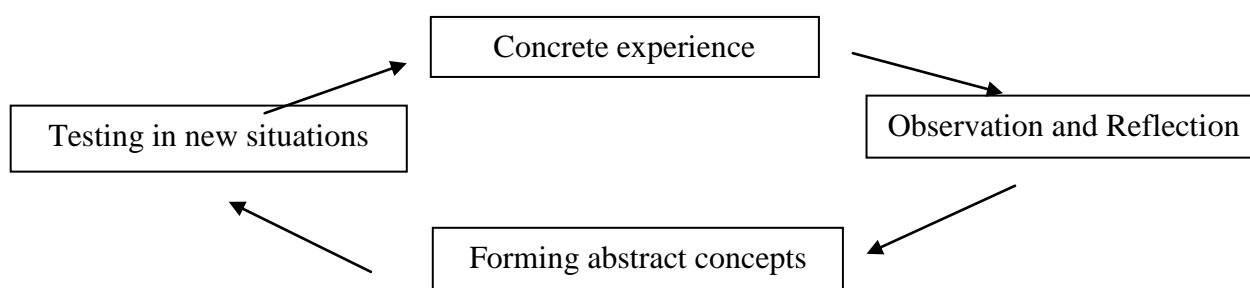 Concrete experience
Testing in new situations
Observation and Reflection
Forming abstract concepts